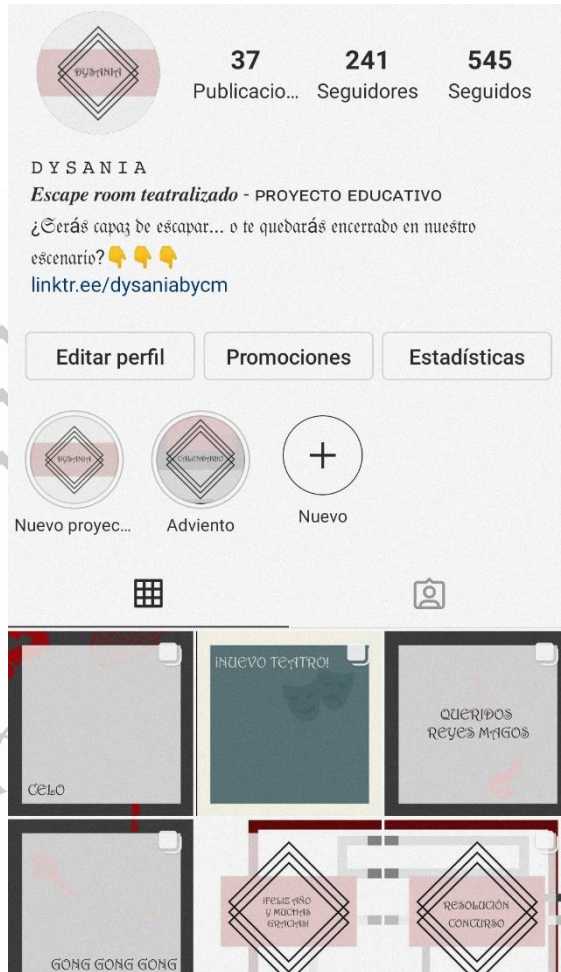 DYSANIA
37
Publicacio...
241
Seguidores
545
Seguidos
DYSANIA
Escape room teatralizado - PROYECTO EDUCATIVO
¿Serás capaz de escapar... o te quedarás encerrado en nuestro
escenario?👇👇👇
linktr.ee/dysaniabycm
Editar perfil
Promociones
Estadísticas
DYSANIA
CALENDARIO
Nuevo proyec...
Adviento
Nuevo
CELO
¡NUEVO TEATRO!
QUERIDOS
REYES MAGOS
GONG GONG GONG
¡FELIZ AÑO
Y MUCHAS
GRACIAS!
RESOLUCIÓN
CONCURSO